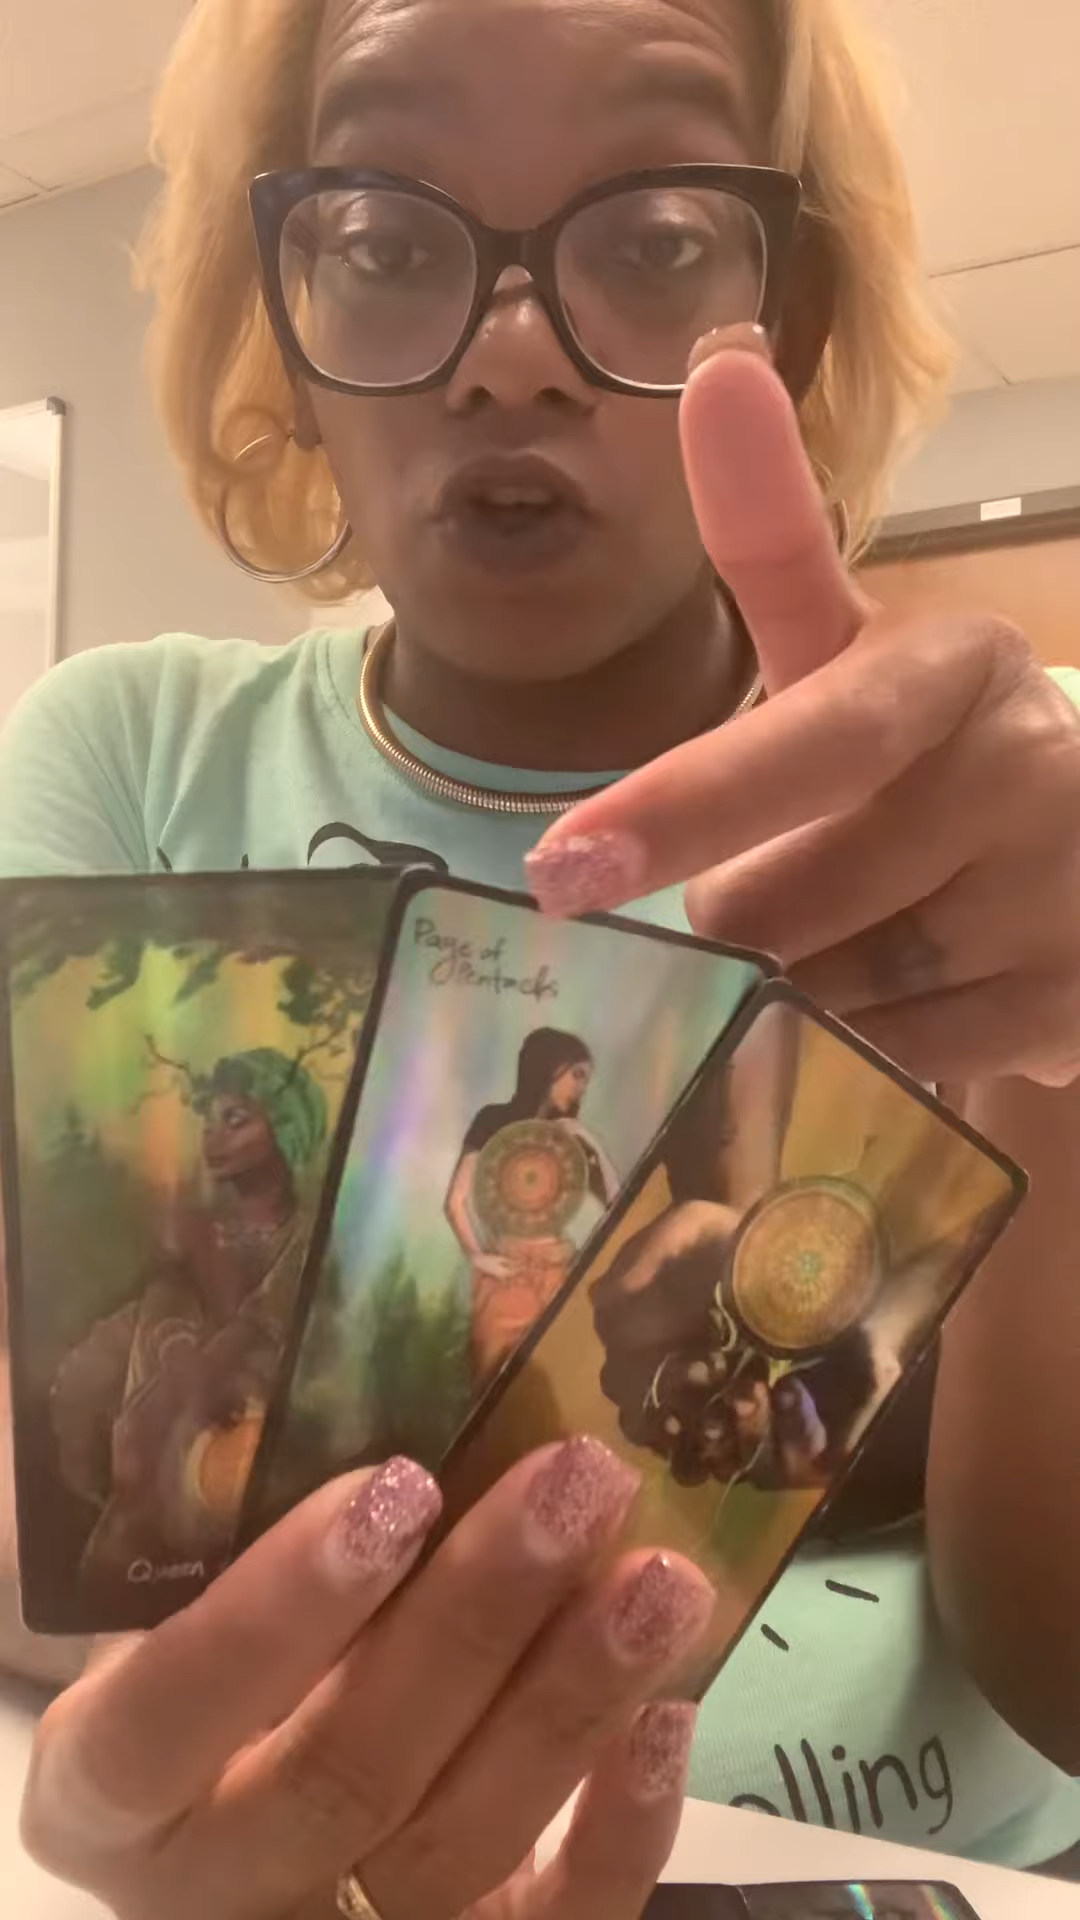 Page of
Pentacles
Queen
olling